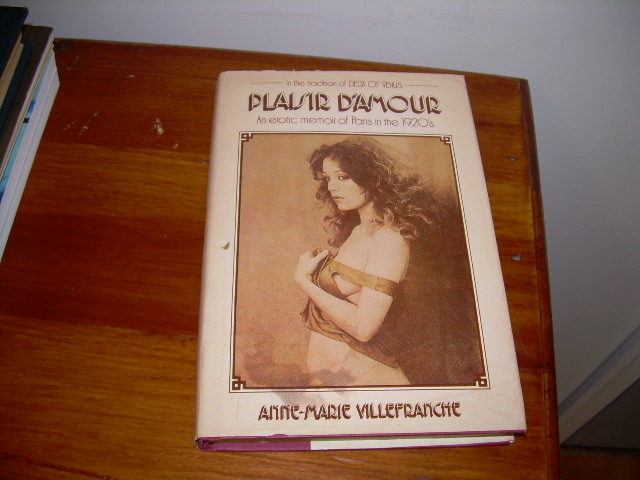 In the tradition of DELTA OF VENUS
PLAISIR D'AMOUR
An erotic memoir of Paris in the 1920's.
ANNE-MARIE VILLEFRANCHE